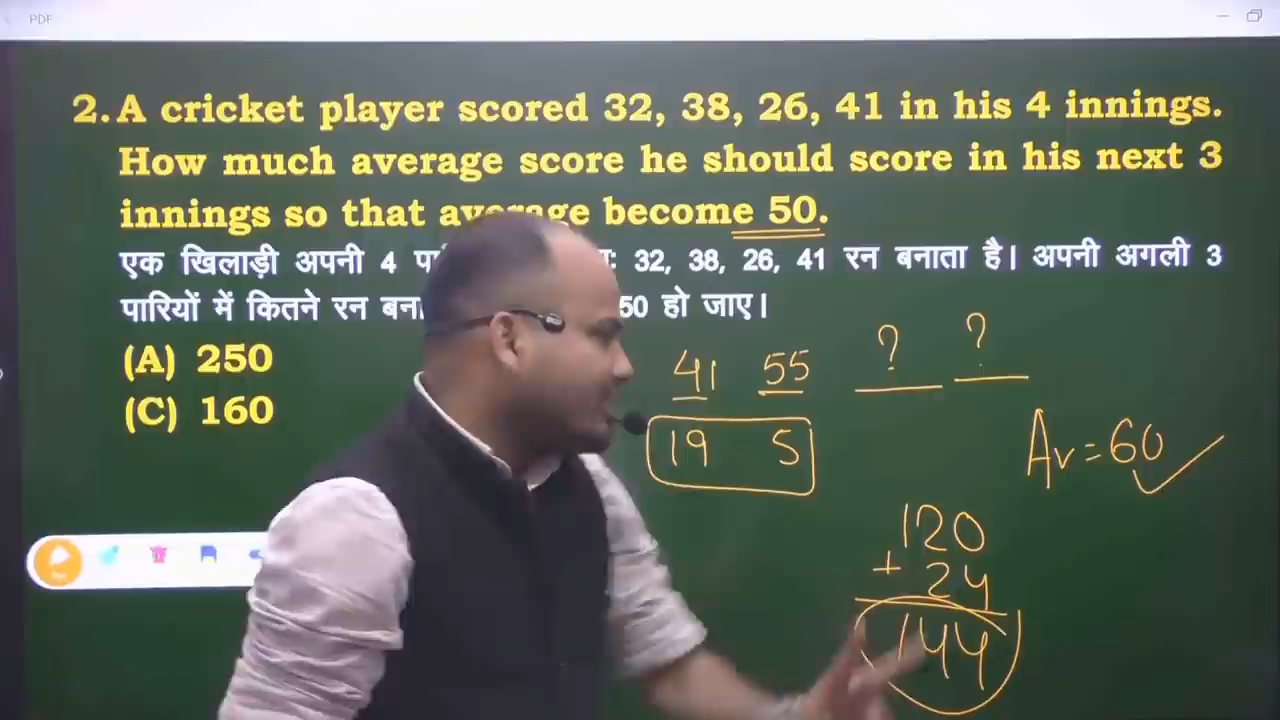 PDF
2. A cricket player scored 32, 38, 26, 41 in his 4 innings.
How much average score he should score in his next 3
innings so that average become 50.
एक खिलाड़ी अपनी 4 : 32, 38, 26, 41 रन बनाता है। अपनी अगली 3
पारियों में कितने रन 50 हो जाए।
(A) 250
(C) 160
41 55 ? ?
19 5
Av = 60
120
+ 24
144